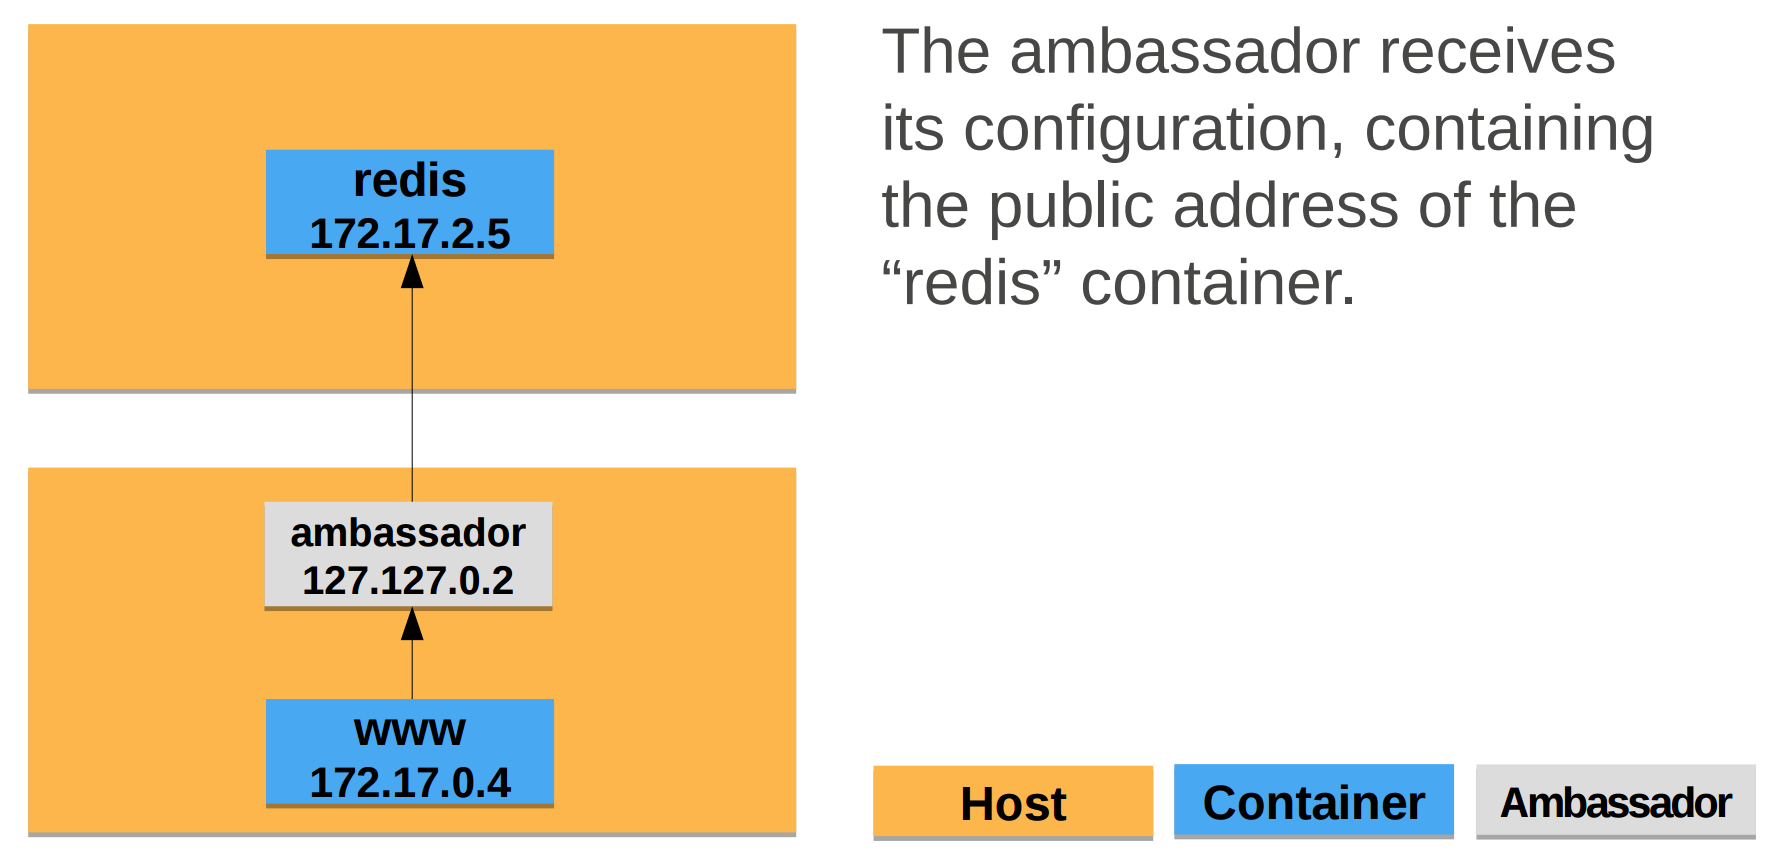 The ambassador receives
its configuration, containing
the public address of the
“redis” container.
redis
172.17.2.5
ambassador
127.127.0.2
www
172.17.0.4
Host
Container
Ambassador